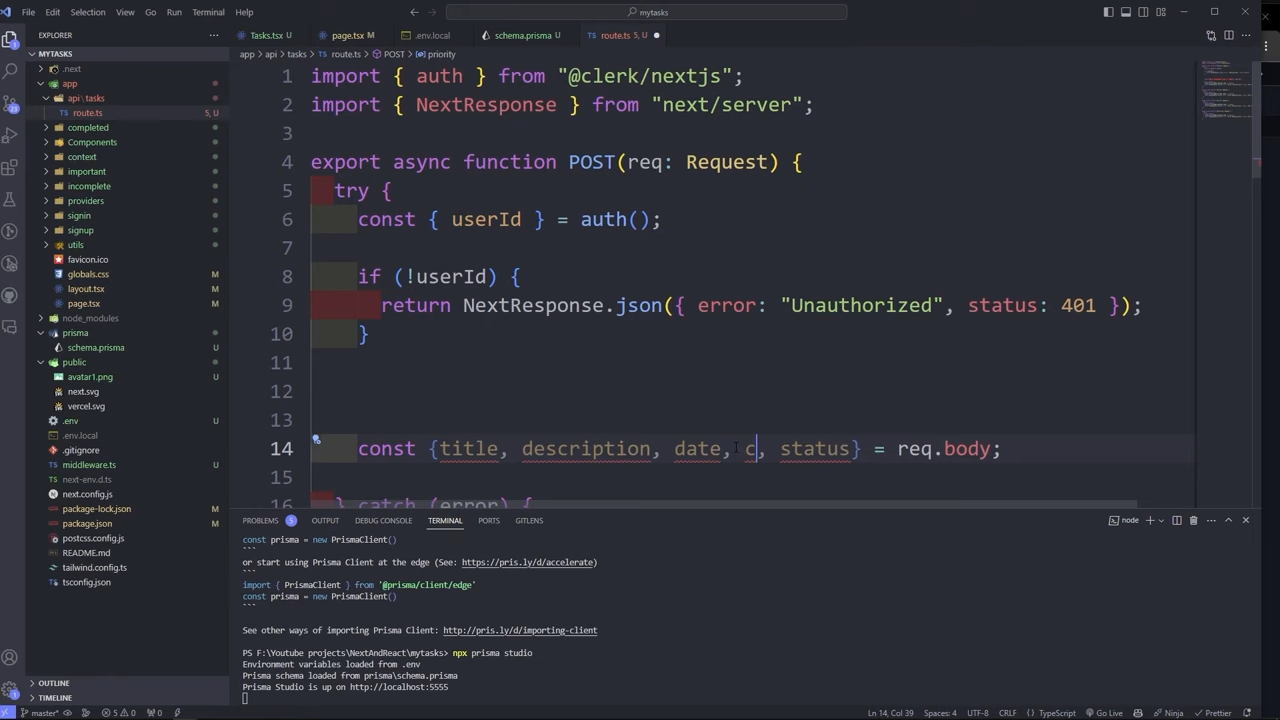 File Edit Selection View Go Run Terminal Help
mytasks
EXPLORER
MYTASKS
.next
app
api\tasks
route.ts 5, U
completed
Components
context
important
incomplete
providers
signin
signup
utils
favicon.ico
globals.css M
layout.tsx M
page.tsx M
node_modules
prisma
schema.prisma U
public
avatar1.png U
next.svg
vercel.svg
.env U
.env.local
.gitignore
middleware.ts U
next-env.d.ts
next.config.js
package-lock.json M
package.json M
postcss.config.js
README.md
tailwind.config.ts
tsconfig.json
OUTLINE
TIMELINE
Tasks.tsx U
page.tsx M
.env.local
schema.prisma U
route.ts 5, U
app > api > tasks > route.ts > POST > priority
1 import { auth } from "@clerk/nextjs";
2 import { NextResponse } from "next/server";
3
4 export async function POST(req: Request) {
5 try {
6 const { userId } = auth();
7
8 if (!userId) {
9 return NextResponse.json({ error: "Unauthorized", status: 401 });
10 }
11
12
13
14 const {title, description, date, c, status} = req.body;
15
16 } catch (error) {
PROBLEMS 5 OUTPUT DEBUG CONSOLE TERMINAL PORTS GITLENS
node
const prisma = new PrismaClient()
```
or start using Prisma Client at the edge (See: https://pris.ly/d/accelerate)
```
import { PrismaClient } from '@prisma/client/edge'
const prisma = new PrismaClient()
```
See other ways of importing Prisma Client: http://pris.ly/d/importing-client
PS F:\Youtube projects\NextAndReact\mytasks> npx prisma studio
Environment variables loaded from .env
Prisma schema loaded from prisma\schema.prisma
Prisma Studio is up on http://localhost:5555
master* 5 0 0 Ln 14, Col 39 Spaces: 4 UTF-8 CRLF TypeScript Go Live Ninja Prettier